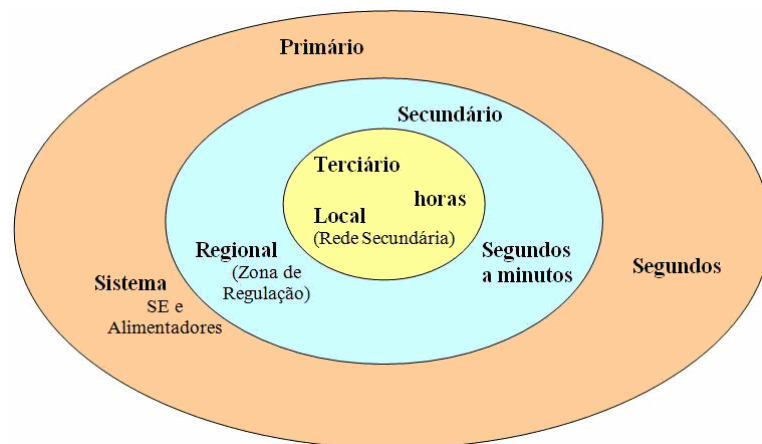 Primário
Secundário
Terciário
horas
Local
(Rede Secundária)
Regional
(Zona de
Regulação)
Segundos
a minutos
Sistema
SE e
Alimentadores
Segundos